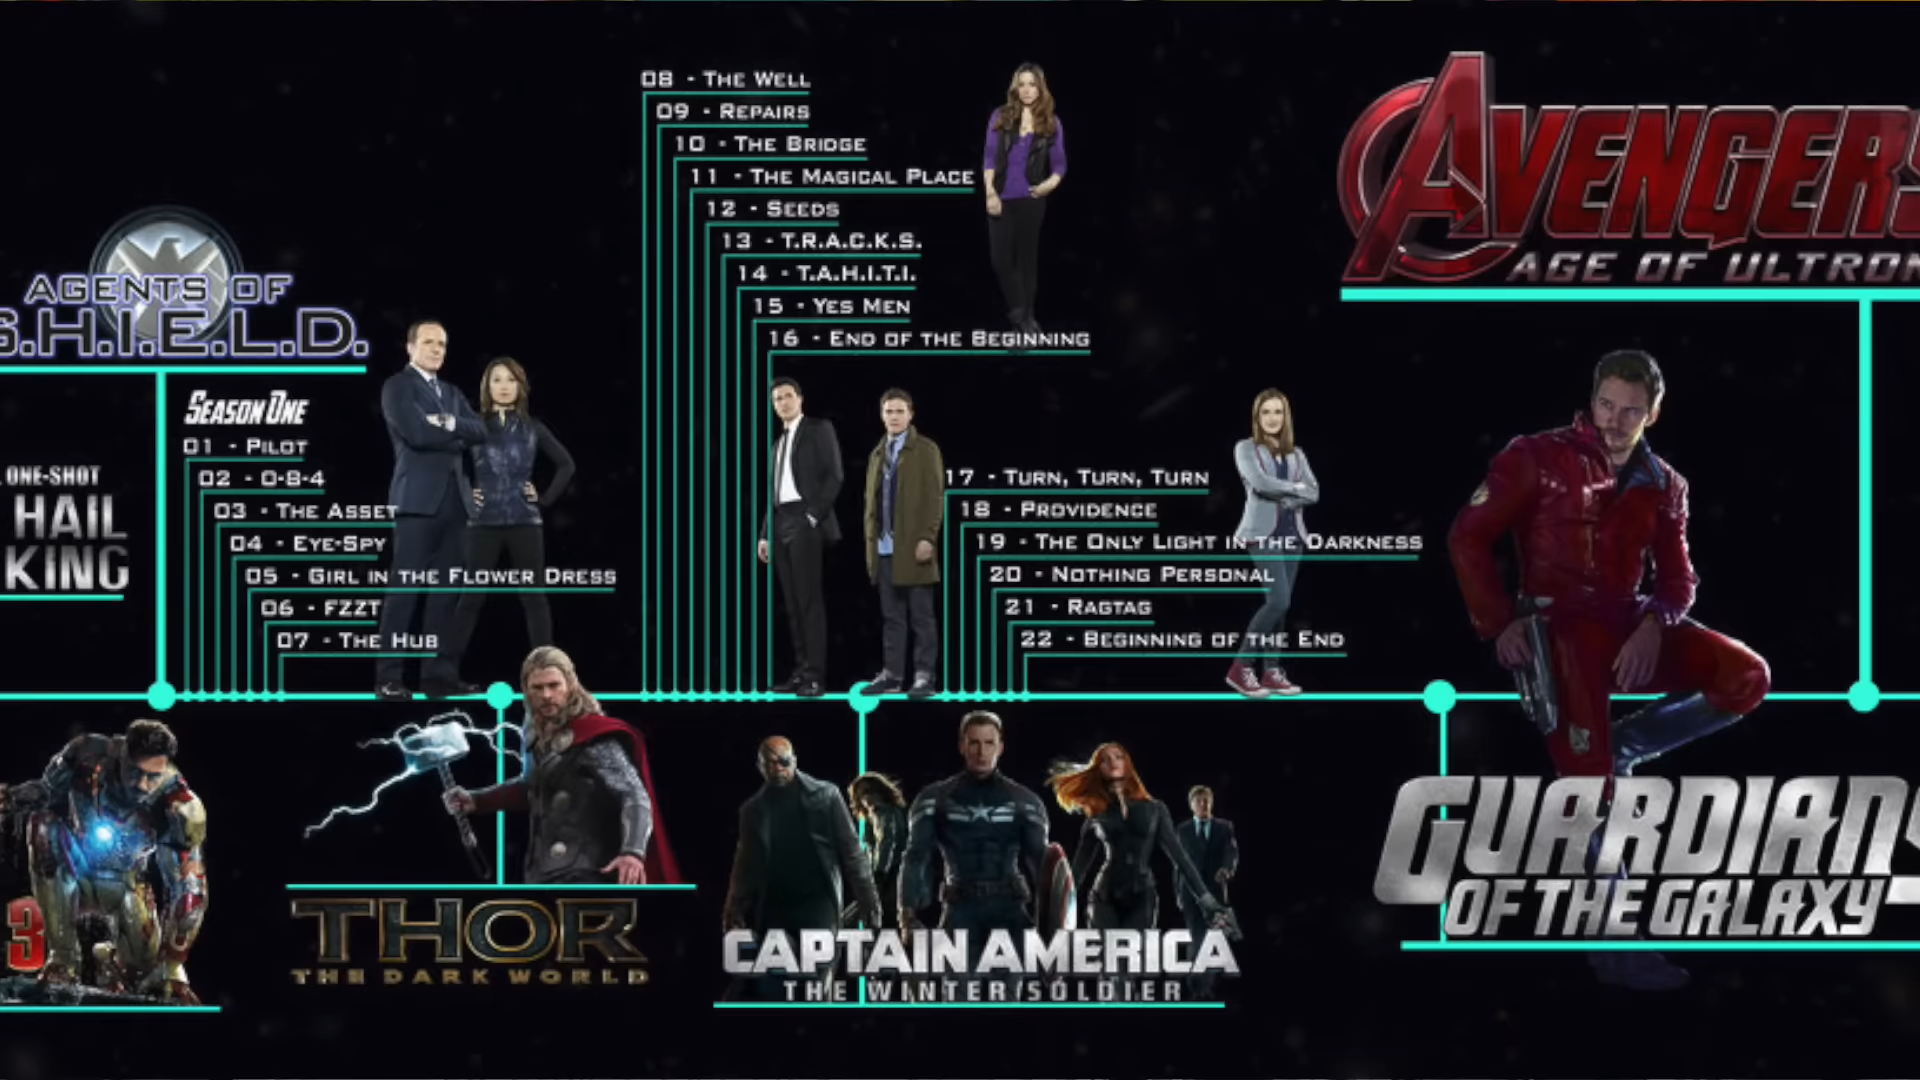 AGENTS OF
S.H.I.E.L.D.
SEASON ONE
01 - PILOT
02 - 0-8-4
03 - THE ASSET
04 - EYE-SPY
05 - GIRL IN THE FLOWER DRESS
06 - FZZT
07 - THE HUB
ONE-SHOT
HAIL
KING
08 - THE WELL
09 - REPAIRS
10 - THE BRIDGE
11 - THE MAGICAL PLACE
12 - SEEDS
13 - T.R.A.C.K.S.
14 - T.A.H.I.T.I.
15 - YES MEN
16 - END OF THE BEGINNING
17 - TURN, TURN, TURN
18 - PROVIDENCE
19 - THE ONLY LIGHT IN THE DARKNESS
20 - NOTHING PERSONAL
21 - RAGTAG
22 - BEGINNING OF THE END
AVENGERS
AGE OF ULTRON
3
THOR
THE DARK WORLD
CAPTAIN AMERICA
THE WINTER SOLDIER
GUARDIANS
OF THE GALAXY